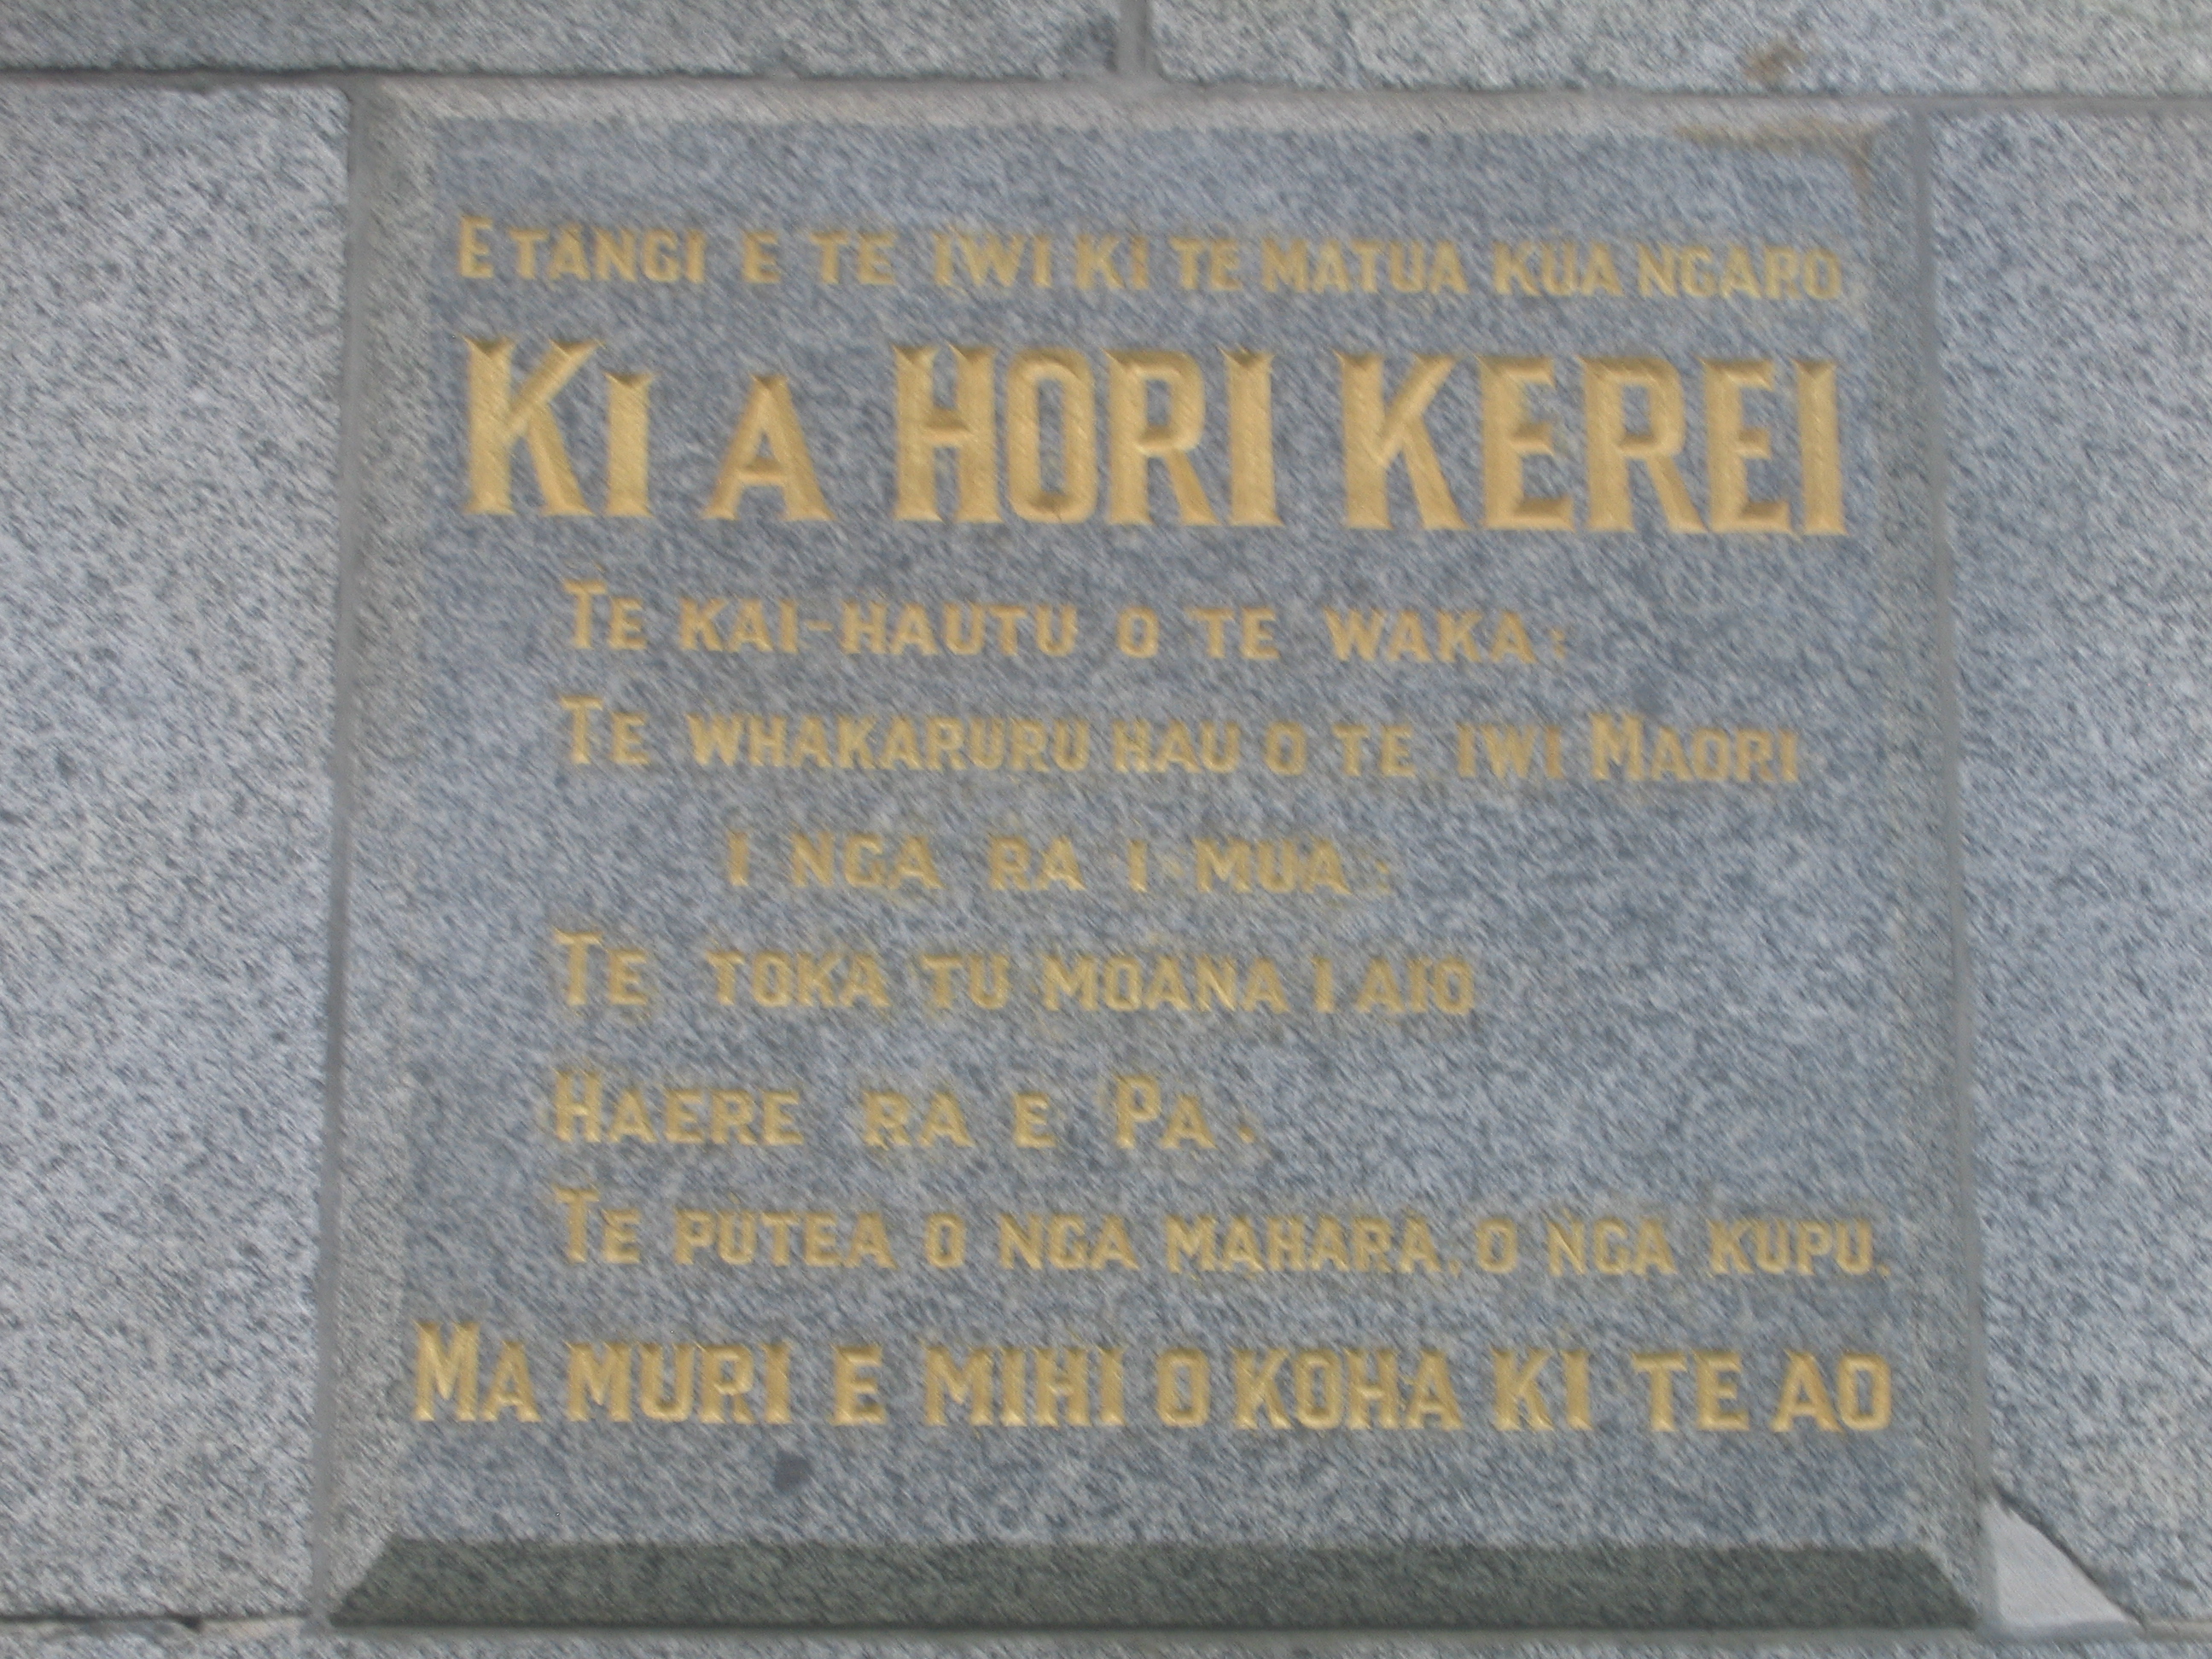 E TANGI E TE IWI KI TE MATUA KUA NGARO,
KI A HORI KEREI
TE KAI-HAUTU O TE WAKA:
TE WHAKARURU HAU O TE IWI MAORI
I NGA RA I-MUA:
TE TOKA TU MOANA I AIO
HAERE RA E PA.
TE PUTEA O NGA MAHARA, O NGA KUPU.
MA MURI E MIHI O KOHA KI TE AO